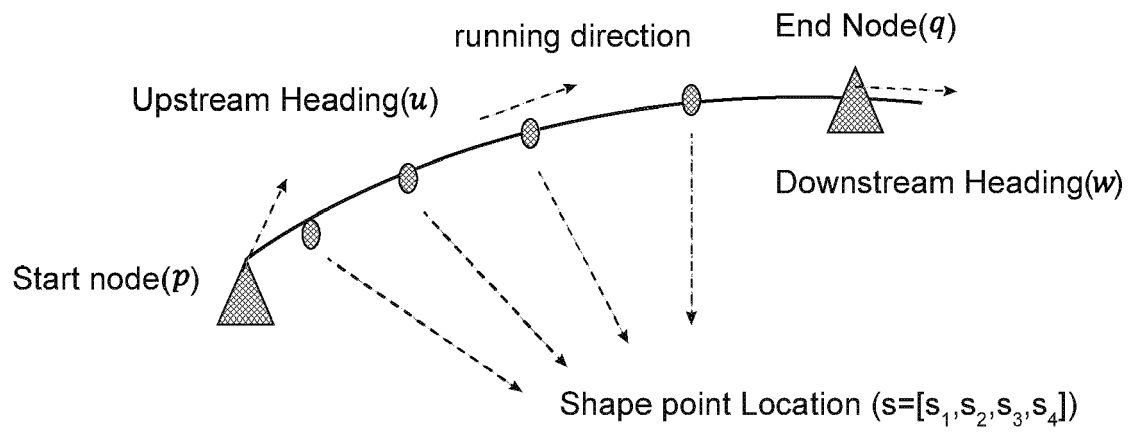 End Node(q)
running direction
Upstream Heading(u)
Downstream Heading(w)
Start node(p)
Shape point Location (s=[s₁,s₂,s₃,s₄])